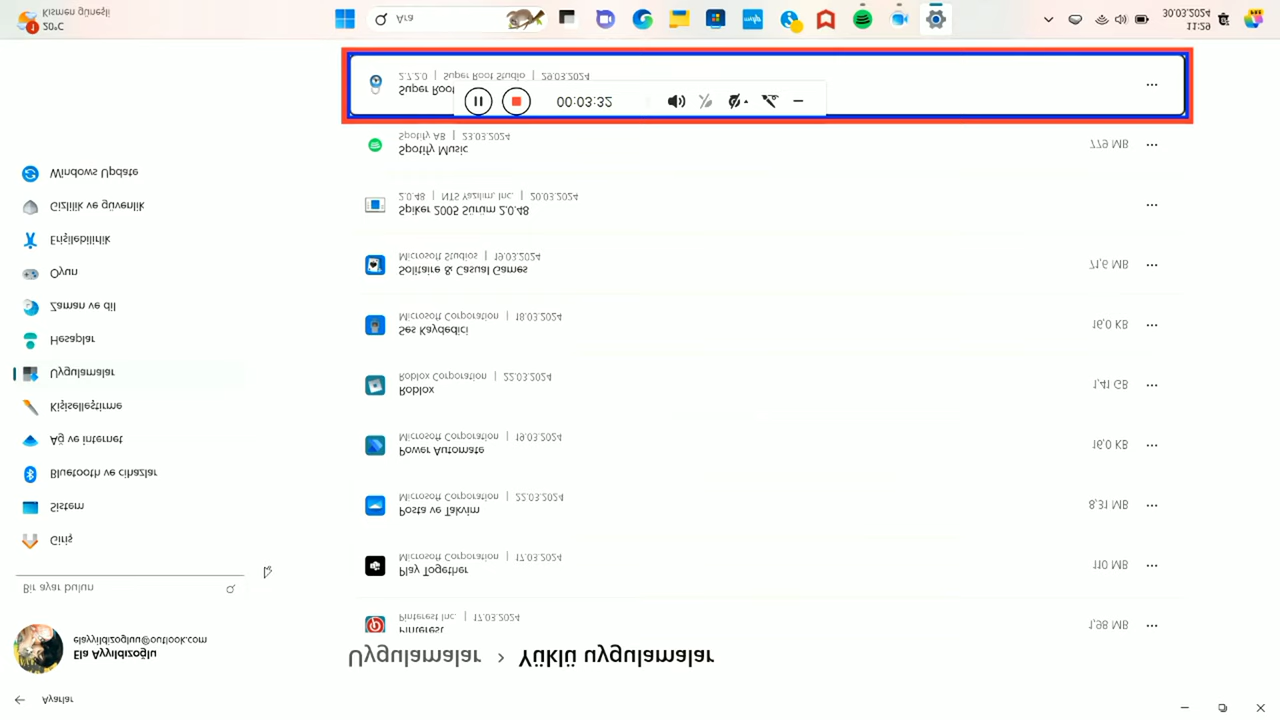 Ayarlar
Ela Ayyıldızoğlu
elayyildizogluu@outlook.com
Bir ayar bulun
Giriş
Sistem
Bluetooth ve cihazlar
Ağ ve internet
Kişiselleştirme
Uygulamalar
Hesaplar
Zaman ve dil
Oyun
Erişilebilirlik
Gizlilik ve güvenlik
Windows Update
Uygulamalar › Yüklü uygulamalar
Pinterest
Pinterest Inc. | 17.03.2024
1,98 MB
Play Together
Microsoft Corporation | 17.03.2024
110 MB
Posta ve Takvim
Microsoft Corporation | 22.03.2024
8,31 MB
Power Automate
Microsoft Corporation | 19.03.2024
16,0 KB
Roblox
Roblox Corporation | 22.03.2024
1,41 GB
Ses Kaydedici
Microsoft Corporation | 18.03.2024
16,0 KB
Solitaire & Casual Games
Microsoft Studios | 19.03.2024
71,6 MB
Spiker 2005 Sürüm 2.0.48
2.0.48 | NTS Yazılım, Inc. | 20.03.2024
Spotify Music
Spotify AB | 23.03.2024
779 MB
Super Root
2.7.2.0 | Super Root Studio | 29.03.2024
00:03:32
20°C
Kısmen güneşli
Ara
11:29
30.03.2024